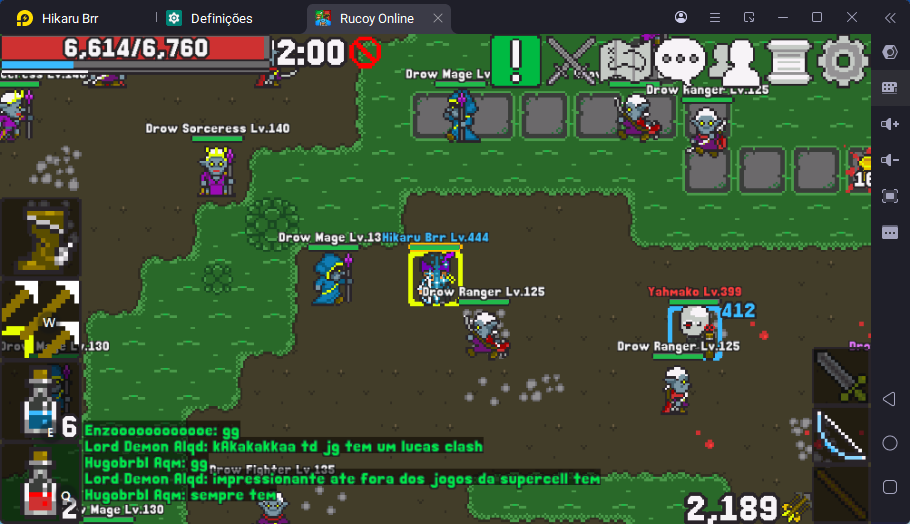 Hikaru Brr
Definições
Rucoy Online
6,614/6,760
2:00
Drow Mage Lv
Drow Ranger Lv.125
Drow Sorceress Lv.140
Drow Mage Lv.13
Hikaru Brr Lv.444
Drow Ranger Lv.125
Yahmako Lv.399
412
Drow Ranger Lv.125
W
Lv.130
E
6
Enzooooooooooooe: gg
Lord Demon Alqd: kAkakakkaa td jg tem um lucas clash
Hugobrbl Aqm: gg
Drow Fighter Lv.135
Lord Demon Alqd: impressionante ate fora dos jogos da supercell tem
Hugobrbl Aqm: sempre tem
Q
2
Mage Lv.130
2,189